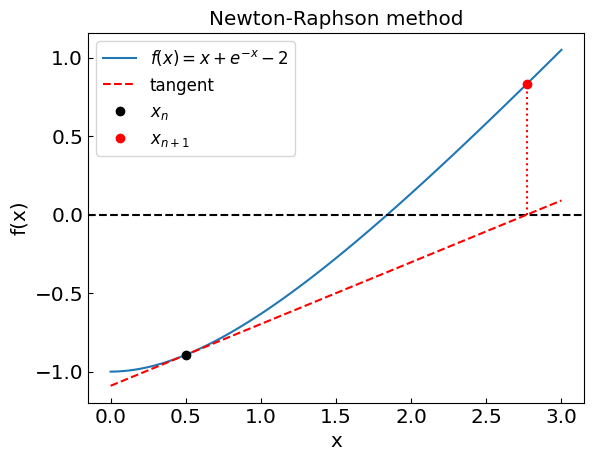 Newton-Raphson method
f(x) = x + e^{-x} − 2
tangent
x_n
x_{n+1}
1.0
0.5
0.0
−0.5
−1.0
f(x)
0.0 0.5 1.0 1.5 2.0 2.5 3.0
x